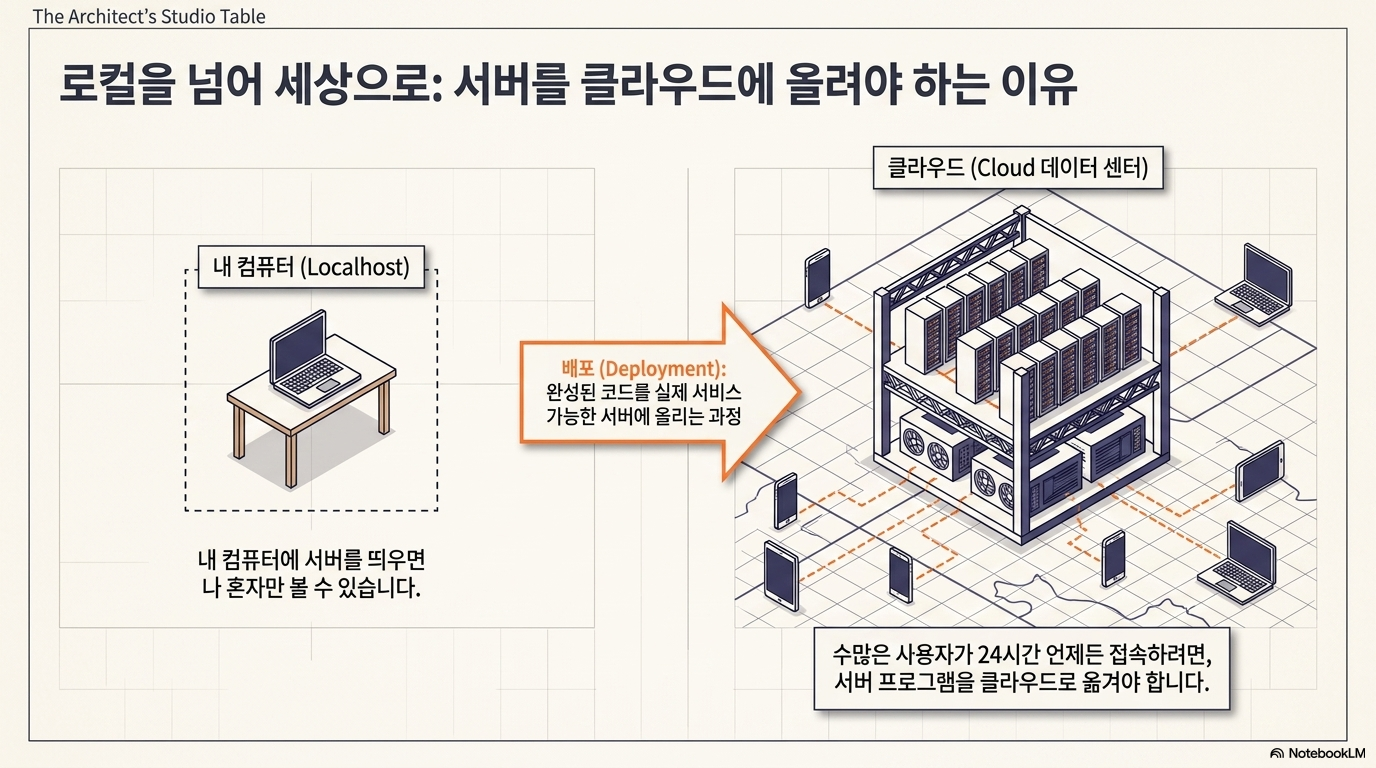 The Architect's Studio Table
로컬을 넘어 세상으로: 서버를 클라우드에 올려야 하는 이유
내 컴퓨터 (Localhost)
내 컴퓨터에 서버를 띄우면
나 혼자만 볼 수 있습니다.
배포 (Deployment):
완성된 코드를 실제 서비스
가능한 서버에 올리는 과정
클라우드 (Cloud 데이터 센터)
수많은 사용자가 24시간 언제든 접속하려면,
서버 프로그램을 클라우드로 옮겨야 합니다.
NotebookLM